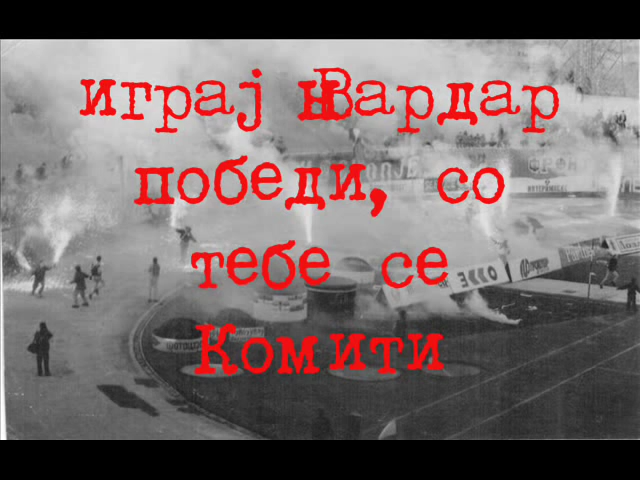 играј Вардар
победи, со
тебе се
Комити